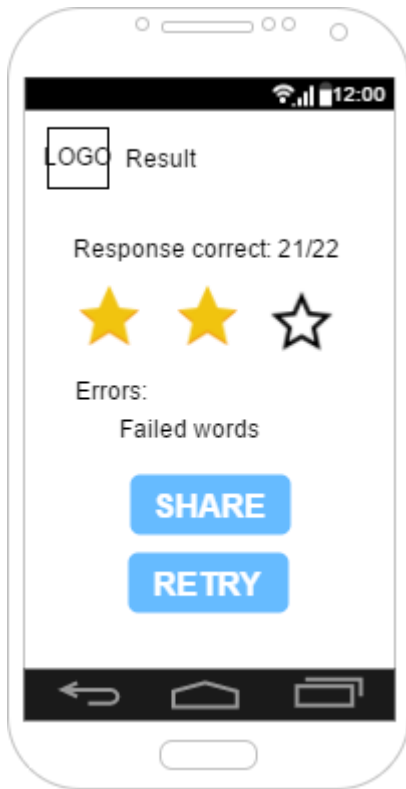 12:00
LOGO Result
Response correct: 21/22
Errors:
Failed words
SHARE
RETRY